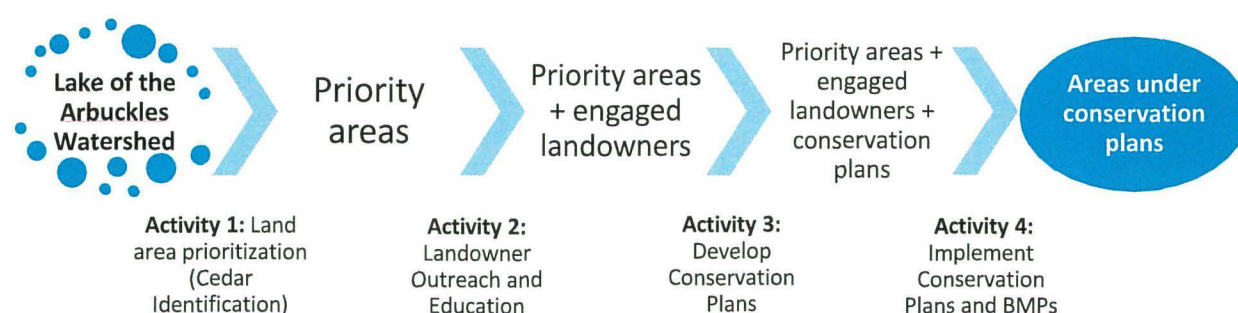 Lake of the
Arbuckles
Watershed
Priority
areas
Priority areas
+ engaged
landowners
Priority areas +
engaged
landowners +
conservation
plans
Areas under
conservation
plans
Activity 1: Land
area prioritization
(Cedar
Identification)
Activity 2:
Landowner
Outreach and
Education
Activity 3:
Develop
Conservation
Plans
Activity 4:
Implement
Conservation
Plans and BMPs